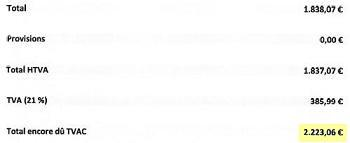 Total 1.838,07 €
Provisions 0,00 €
Total HTVA 1.837,07 €
TVA (21 %) 385,99 €
Total encore dû TVAC 2.223,06 €